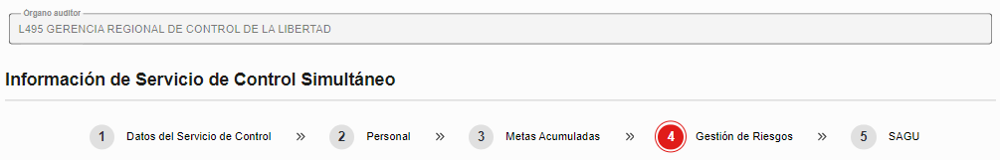 Órgano auditor
L495 GERENCIA REGIONAL DE CONTROL DE LA LIBERTAD
Información de Servicio de Control Simultáneo
1 Datos del Servicio de Control » 2 Personal » 3 Metas Acumuladas » 4 Gestión de Riesgos » 5 SAGU